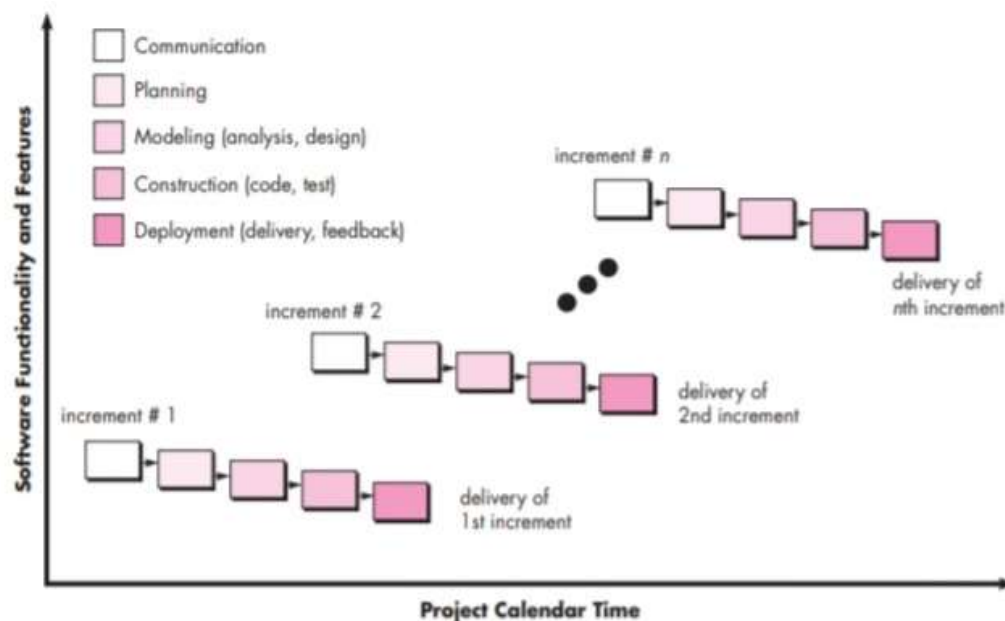 Software Functionality and Features
Communication
Planning
Modeling (analysis, design)
Construction (code, test)
Deployment (delivery, feedback)
increment # n
delivery of
nth increment
increment # 2
delivery of
2nd increment
increment # 1
delivery of
1st increment
Project Calendar Time